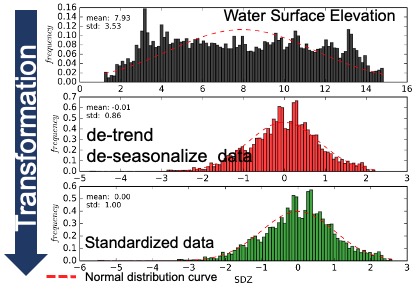 Transformation
Water Surface Elevation
mean: 7.93
std: 3.53
frequency
0.16
0.14
0.12
0.10
0.08
0.06
0.04
0.02
0.00
0 2 4 6 8 10 12 14 16
mean: -0.01
std: 0.86
de-trend
de-seasonalize data
frequency
0.7
0.6
0.5
0.4
0.3
0.2
0.1
0.0
−5 −4 −3 −2 −1 0 1 2 3
mean: 0.00
std: 1.00
Standardized data
frequency
0.6
0.5
0.4
0.3
0.2
0.1
0.0
−6 −5 −4 −3 −2 −1 0 1 2 3
SDZ
Normal distribution curve